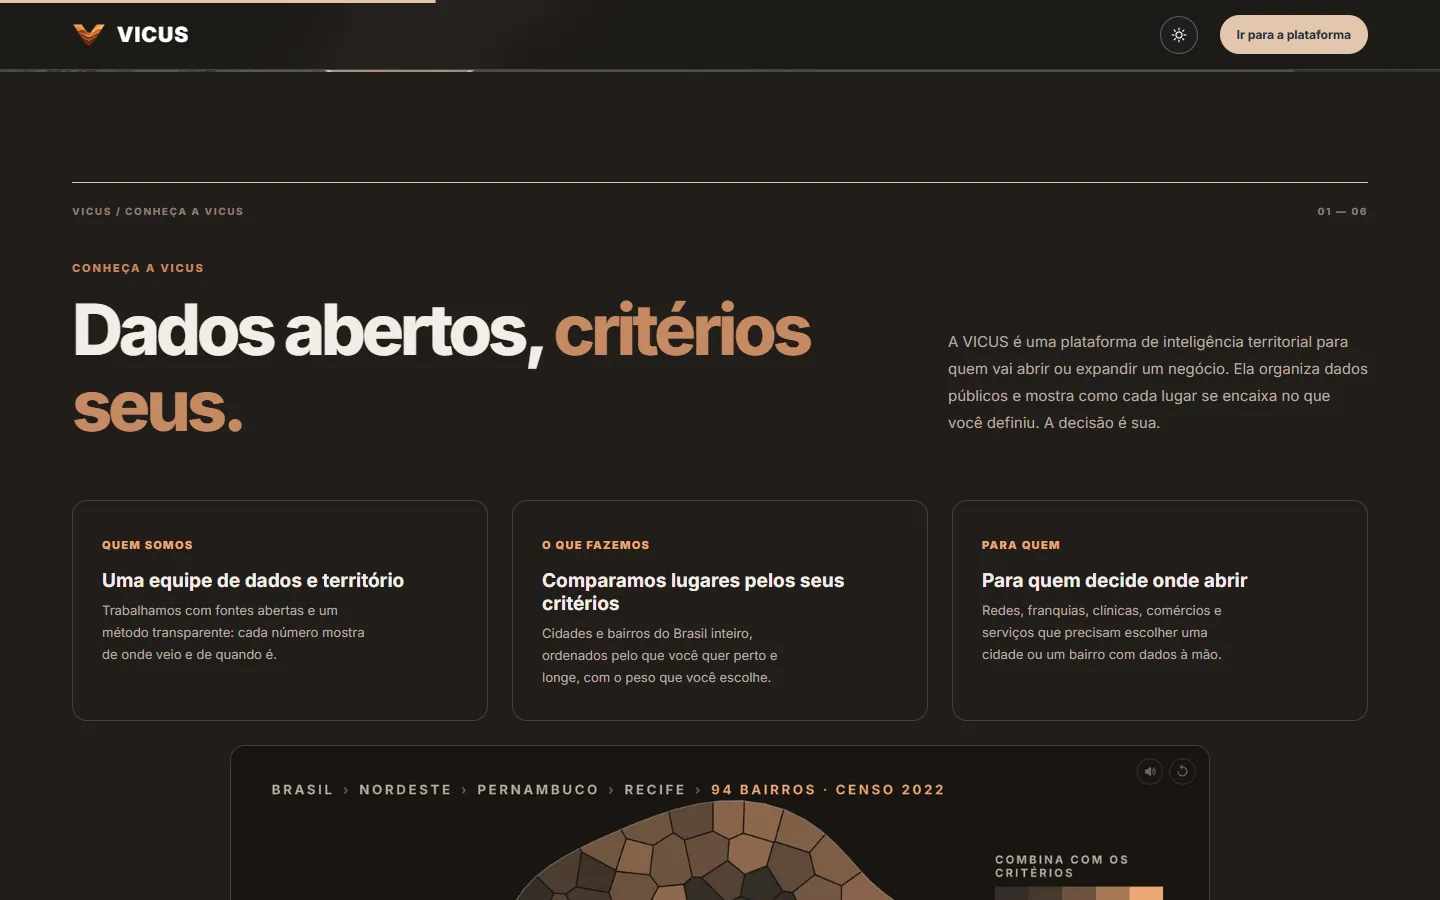 VICUS
Ir para a plataforma
VICUS / CONHEÇA A VICUS
01 — 06
CONHEÇA A VICUS
Dados abertos, critérios
seus.
A VICUS é uma plataforma de inteligência territorial para
quem vai abrir ou expandir um negócio. Ela organiza dados
públicos e mostra como cada lugar se encaixa no que
você definiu. A decisão é sua.
QUEM SOMOS
Uma equipe de dados e território
Trabalhamos com fontes abertas e um
método transparente: cada número mostra
de onde veio e de quando é.
O QUE FAZEMOS
Comparamos lugares pelos seus
critérios
Cidades e bairros do Brasil inteiro,
ordenados pelo que você quer perto e
longe, com o peso que você escolhe.
PARA QUEM
Para quem decide onde abrir
Redes, franquias, clínicas, comércios e
serviços que precisam escolher uma
cidade ou um bairro com dados à mão.
BRASIL › NORDESTE › PERNAMBUCO › RECIFE › 94 BAIRROS · CENSO 2022
COMBINA COM OS
CRITÉRIOS